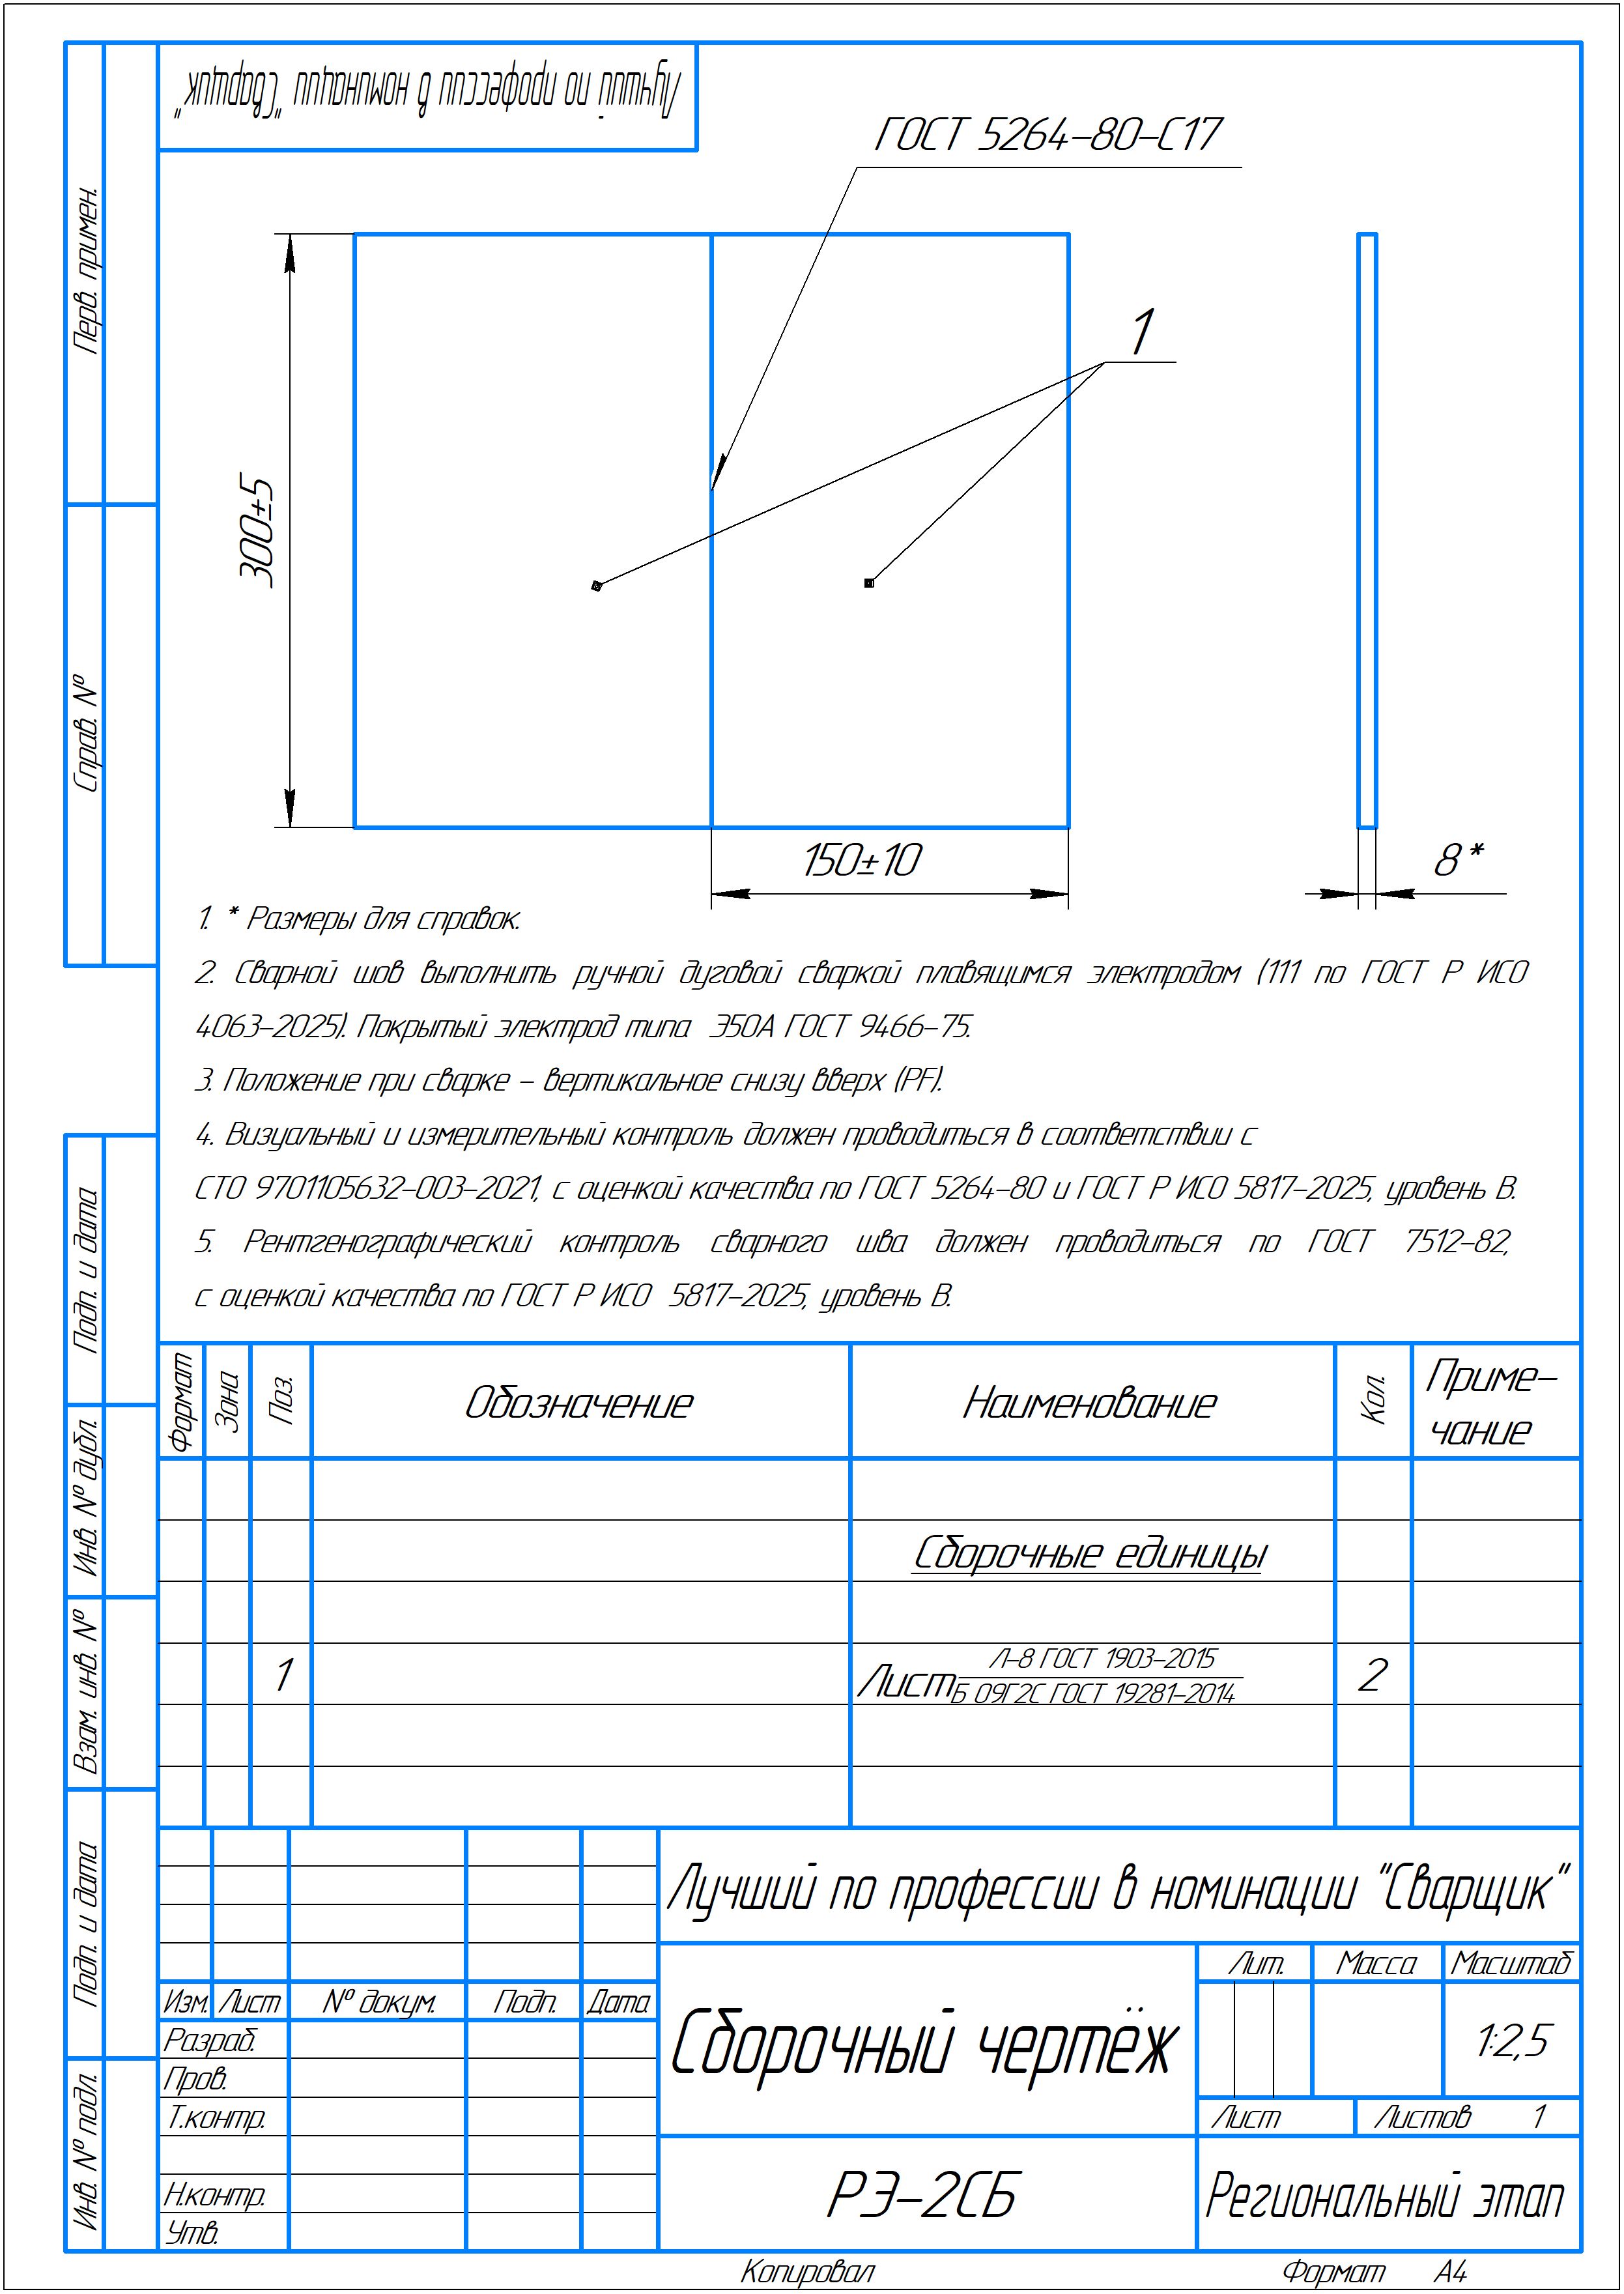 Лучший по профессии в номинации "Сварщик"
ГОСТ 5264-80-С17
1
300±5
150±10
8*
1. * Размеры для справок.
2. Сварной шов выполнить ручной дуговой сваркой плавящимся электродом (111 по ГОСТ Р ИСО
4063-2025). Покрытый электрод типа Э50А ГОСТ 9466-75.
3. Положение при сварке - вертикальное снизу вверх (PF).
4. Визуальный и измерительный контроль должен проводиться в соответствии с
СТО 9701105632-003-2021, с оценкой качества по ГОСТ 5264-80 и ГОСТ Р ИСО 5817-2025, уровень В.
5. Рентгенографический контроль сварного шва должен проводиться по ГОСТ 7512-82,
с оценкой качества по ГОСТ Р ИСО 5817-2025, уровень В.
Перв. примен.
Справ. №
Подп. и дата
Инв. № дубл.
Взам. инв. №
Подп. и дата
Инв. № подл.
Формат
Зона
Поз.
Обозначение
Наименование
Кол.
Приме-
чание
Сборочные единицы
1
Лист
Л-8 ГОСТ 1903-2015
Б 09Г2С ГОСТ 19281-2014
2
Лучший по профессии в номинации "Сварщик"
Изм. Лист № докум. Подп. Дата
Разраб.
Пров.
Т.контр.
Н.контр.
Утв.
Сборочный чертёж
Лит. Масса Масштаб
1:2,5
Лист Листов 1
РЭ-2СБ
Региональный этап
Копировал
Формат А4